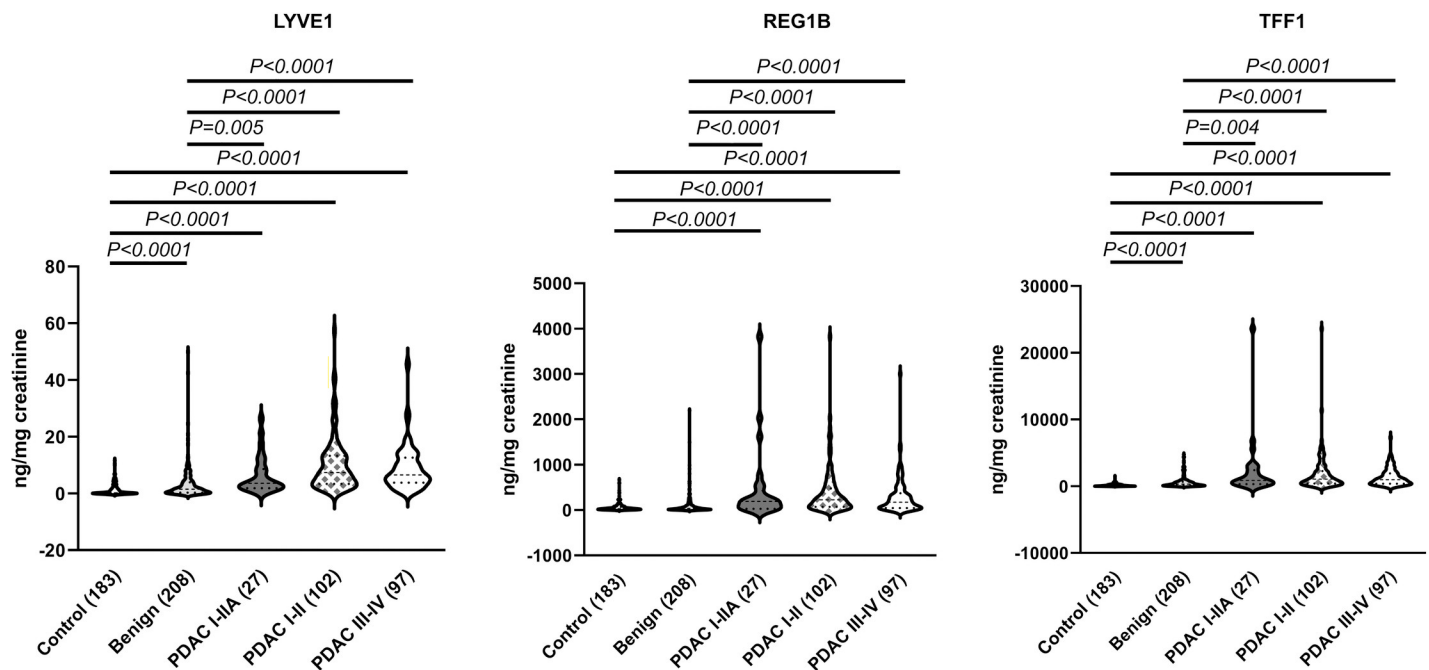 LYVE1
P<0.0001
P<0.0001
P=0.005
P<0.0001
P<0.0001
P<0.0001
P<0.0001
ng/mg creatinine
80
60
40
20
0
-20
Control (183)
Benign (208)
PDAC I-IIA (27)
PDAC I-II (102)
PDAC III-IV (97)
REG1B
P<0.0001
P<0.0001
P<0.0001
P<0.0001
P<0.0001
P<0.0001
ng/mg creatinine
5000
4000
3000
2000
1000
0
-1000
Control (183)
Benign (208)
PDAC I-IIA (27)
PDAC I-II (102)
PDAC III-IV (97)
TFF1
P<0.0001
P<0.0001
P=0.004
P<0.0001
P<0.0001
P<0.0001
P<0.0001
ng/mg creatinine
30000
20000
10000
0
-10000
Control (183)
Benign (208)
PDAC I-IIA (27)
PDAC I-II (102)
PDAC III-IV (97)